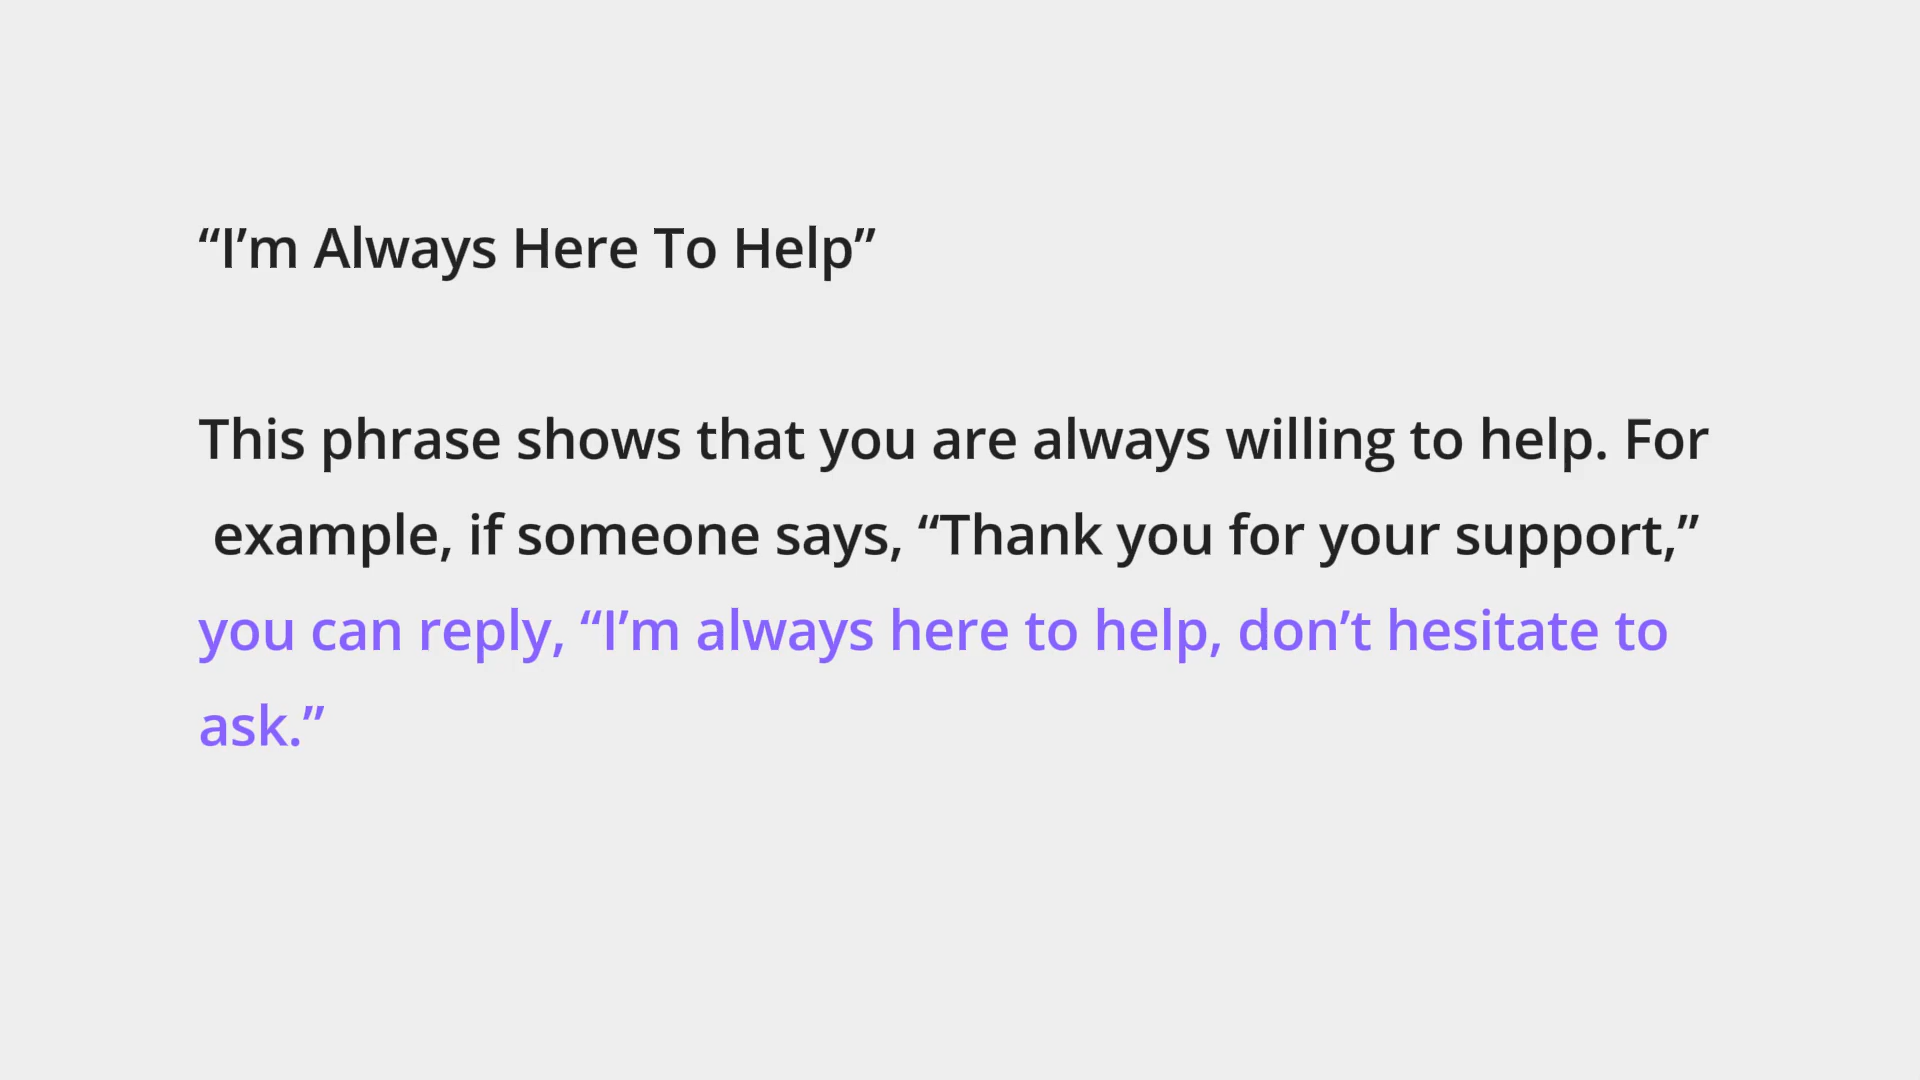 “I’m Always Here To Help”
This phrase shows that you are always willing to help. For
example, if someone says, “Thank you for your support,”
you can reply, “I’m always here to help, don’t hesitate to
ask.”